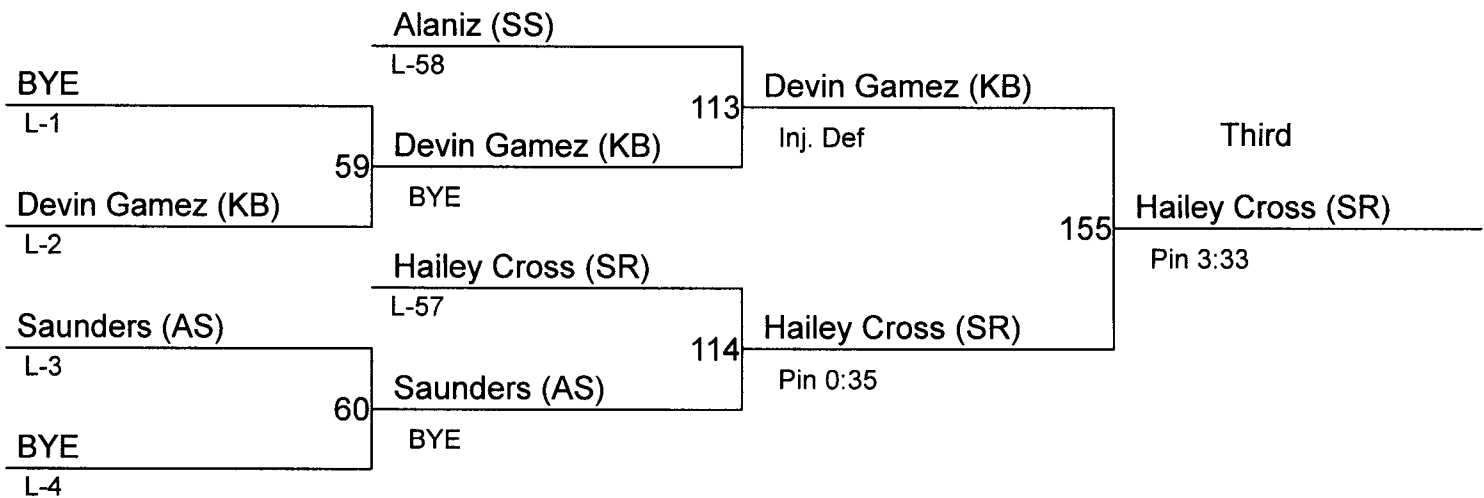 Alaniz (SS)
L-58
BYE
L-1
113
Devin Gamez (KB)
Inj. Def
Third
59
Devin Gamez (KB)
BYE
Devin Gamez (KB)
L-2
155
Hailey Cross (SR)
Pin 3:33
Hailey Cross (SR)
L-57
Saunders (AS)
L-3
114
Hailey Cross (SR)
Pin 0:35
60
Saunders (AS)
BYE
BYE
L-4